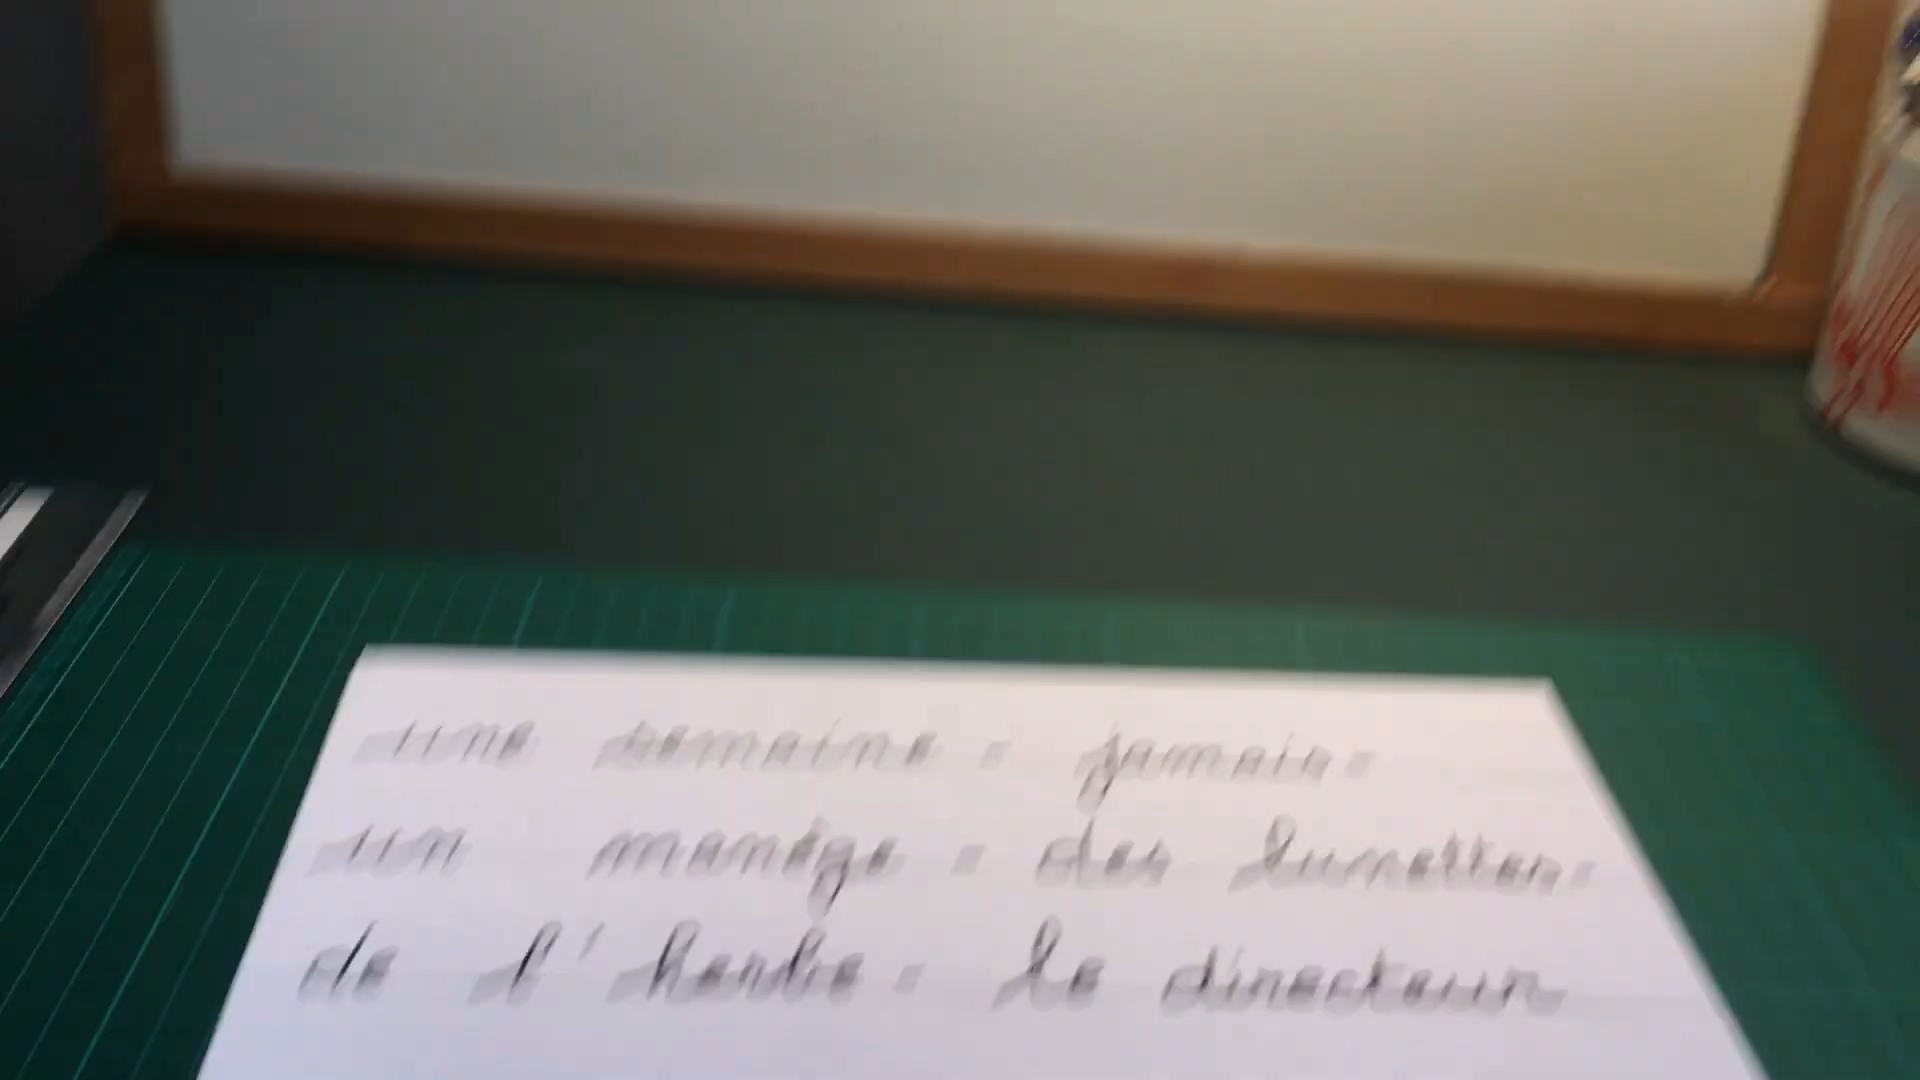 une semaine. jamais.
un manège. des lunettes.
de l'herbe. le directeur